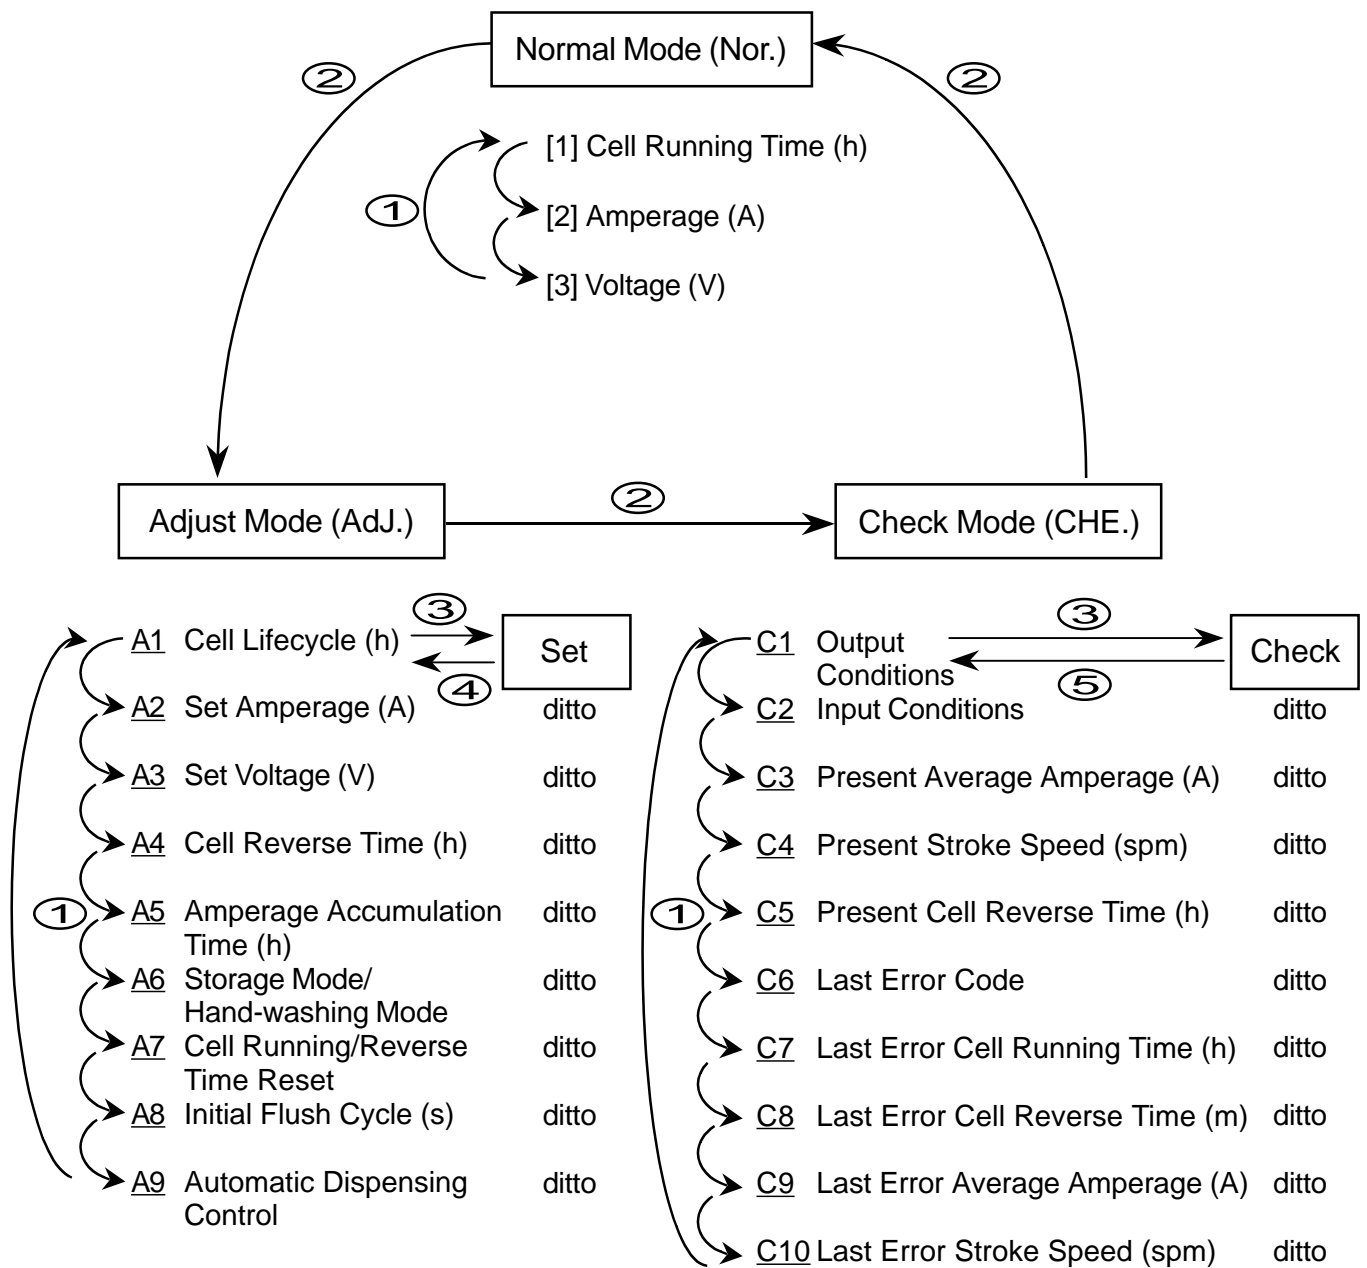 Normal Mode (Nor.)
② ②
[1] Cell Running Time (h)
① [2] Amperage (A)
[3] Voltage (V)
②
Adjust Mode (AdJ.) Check Mode (CHE.)
③ ③
A1 Cell Lifecycle (h) Set C1 Output Check
Conditions
④ ⑤
A2 Set Amperage (A) ditto C2 Input Conditions ditto
A3 Set Voltage (V) ditto C3 Present Average Amperage (A) ditto
A4 Cell Reverse Time (h) ditto C4 Present Stroke Speed (spm) ditto
① A5 Amperage Accumulation ditto ① C5 Present Cell Reverse Time (h) ditto
Time (h)
A6 Storage Mode/ ditto C6 Last Error Code ditto
Hand-washing Mode
A7 Cell Running/Reverse ditto C7 Last Error Cell Running Time (h) ditto
Time Reset
A8 Initial Flush Cycle (s) ditto C8 Last Error Cell Reverse Time (m) ditto
A9 Automatic Dispensing ditto C9 Last Error Average Amperage (A) ditto
Control
C10 Last Error Stroke Speed (spm) ditto